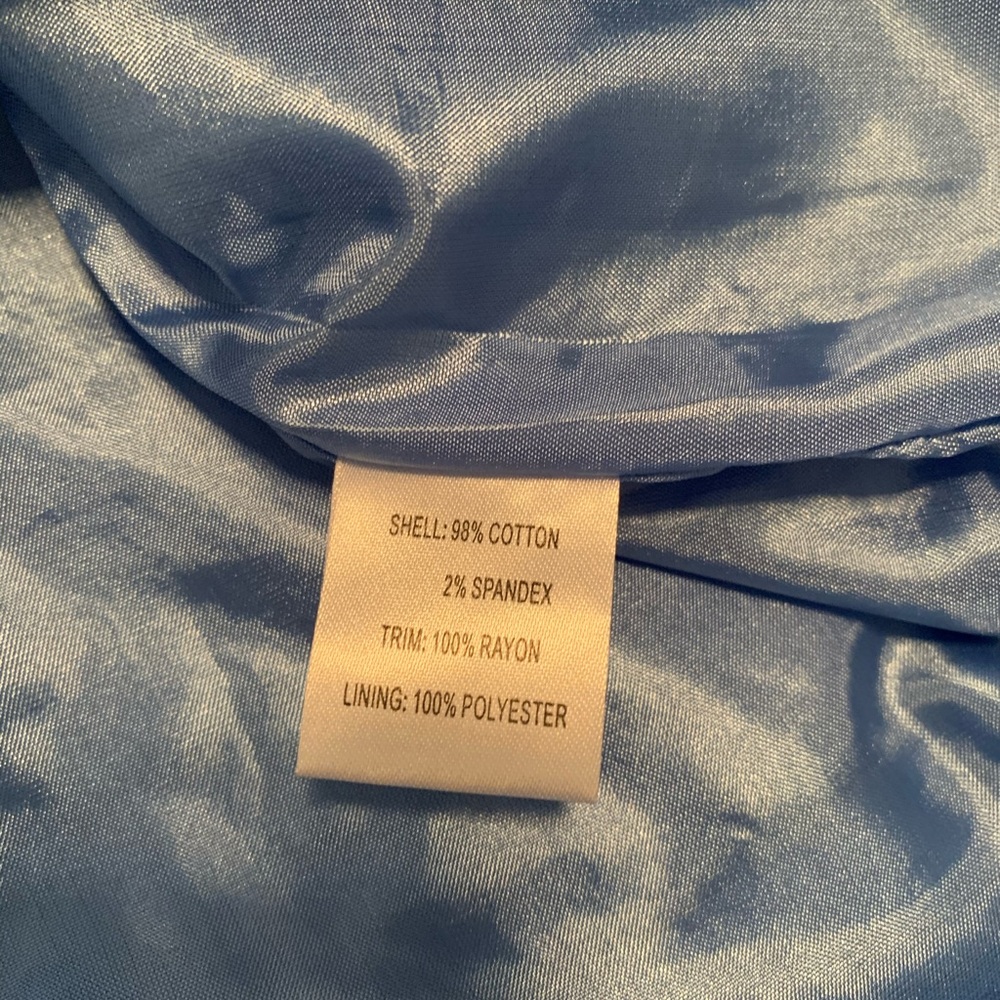 SHELL: 98% COTTON
2% SPANDEX
TRIM: 100% RAYON
LINING: 100% POLYESTER